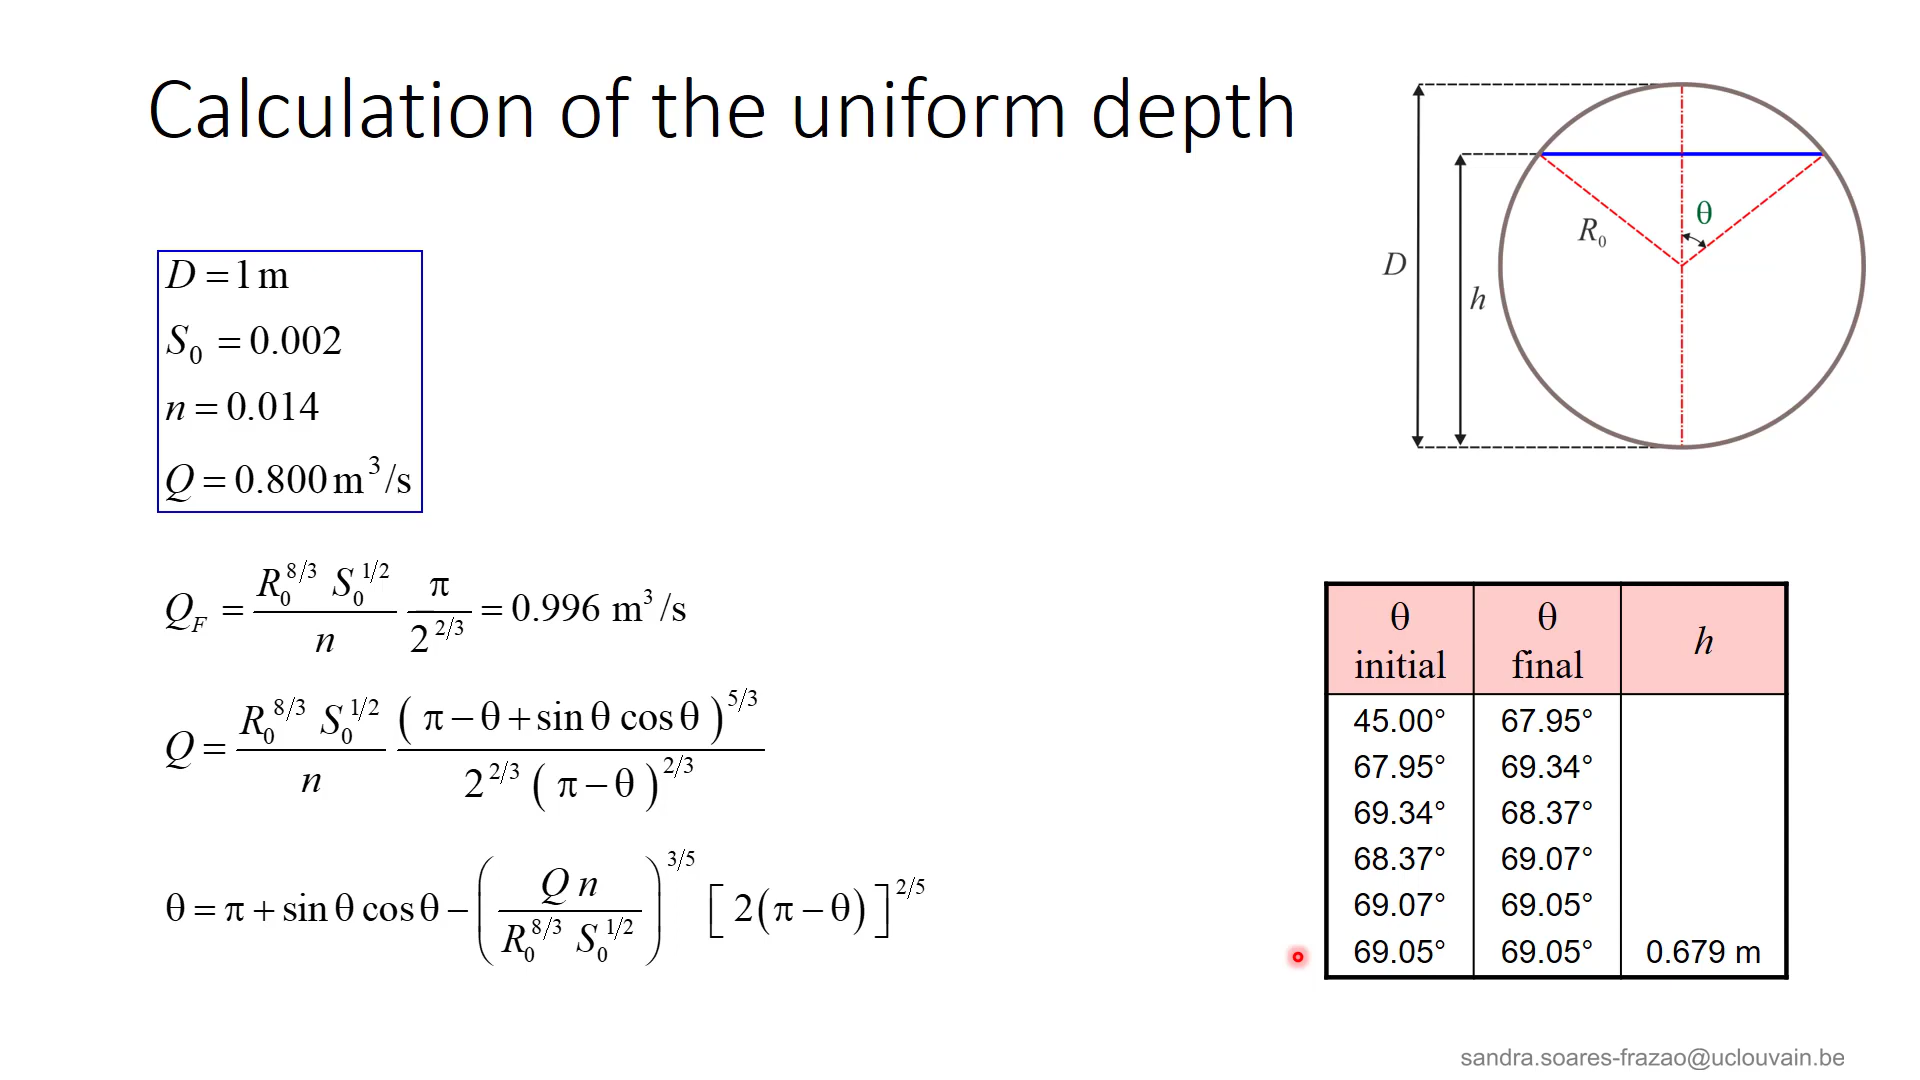 Calculation of the uniform depth
D = 1 m
S₀ = 0.002
n = 0.014
Q = 0.800 m³/s
Q_F = (R₀^(8/3) S₀^(1/2) / n) (π / 2^(2/3)) = 0.996 m³/s
Q = (R₀^(8/3) S₀^(1/2) / n) ((π − θ + sin θ cos θ)^(5/3) / (2^(2/3) (π − θ)^(2/3)))
θ = π + sin θ cos θ − (Q n / (R₀^(8/3) S₀^(1/2)))^(3/5) [2(π − θ)]^(2/5)
D
h
R₀
θ
θ initial | θ final | h
45.00° 67.95°
67.95° 69.34°
69.34° 68.37°
68.37° 69.07°
69.07° 69.05°
69.05° 69.05° 0.679 m
sandra.soares-frazao@uclouvain.be